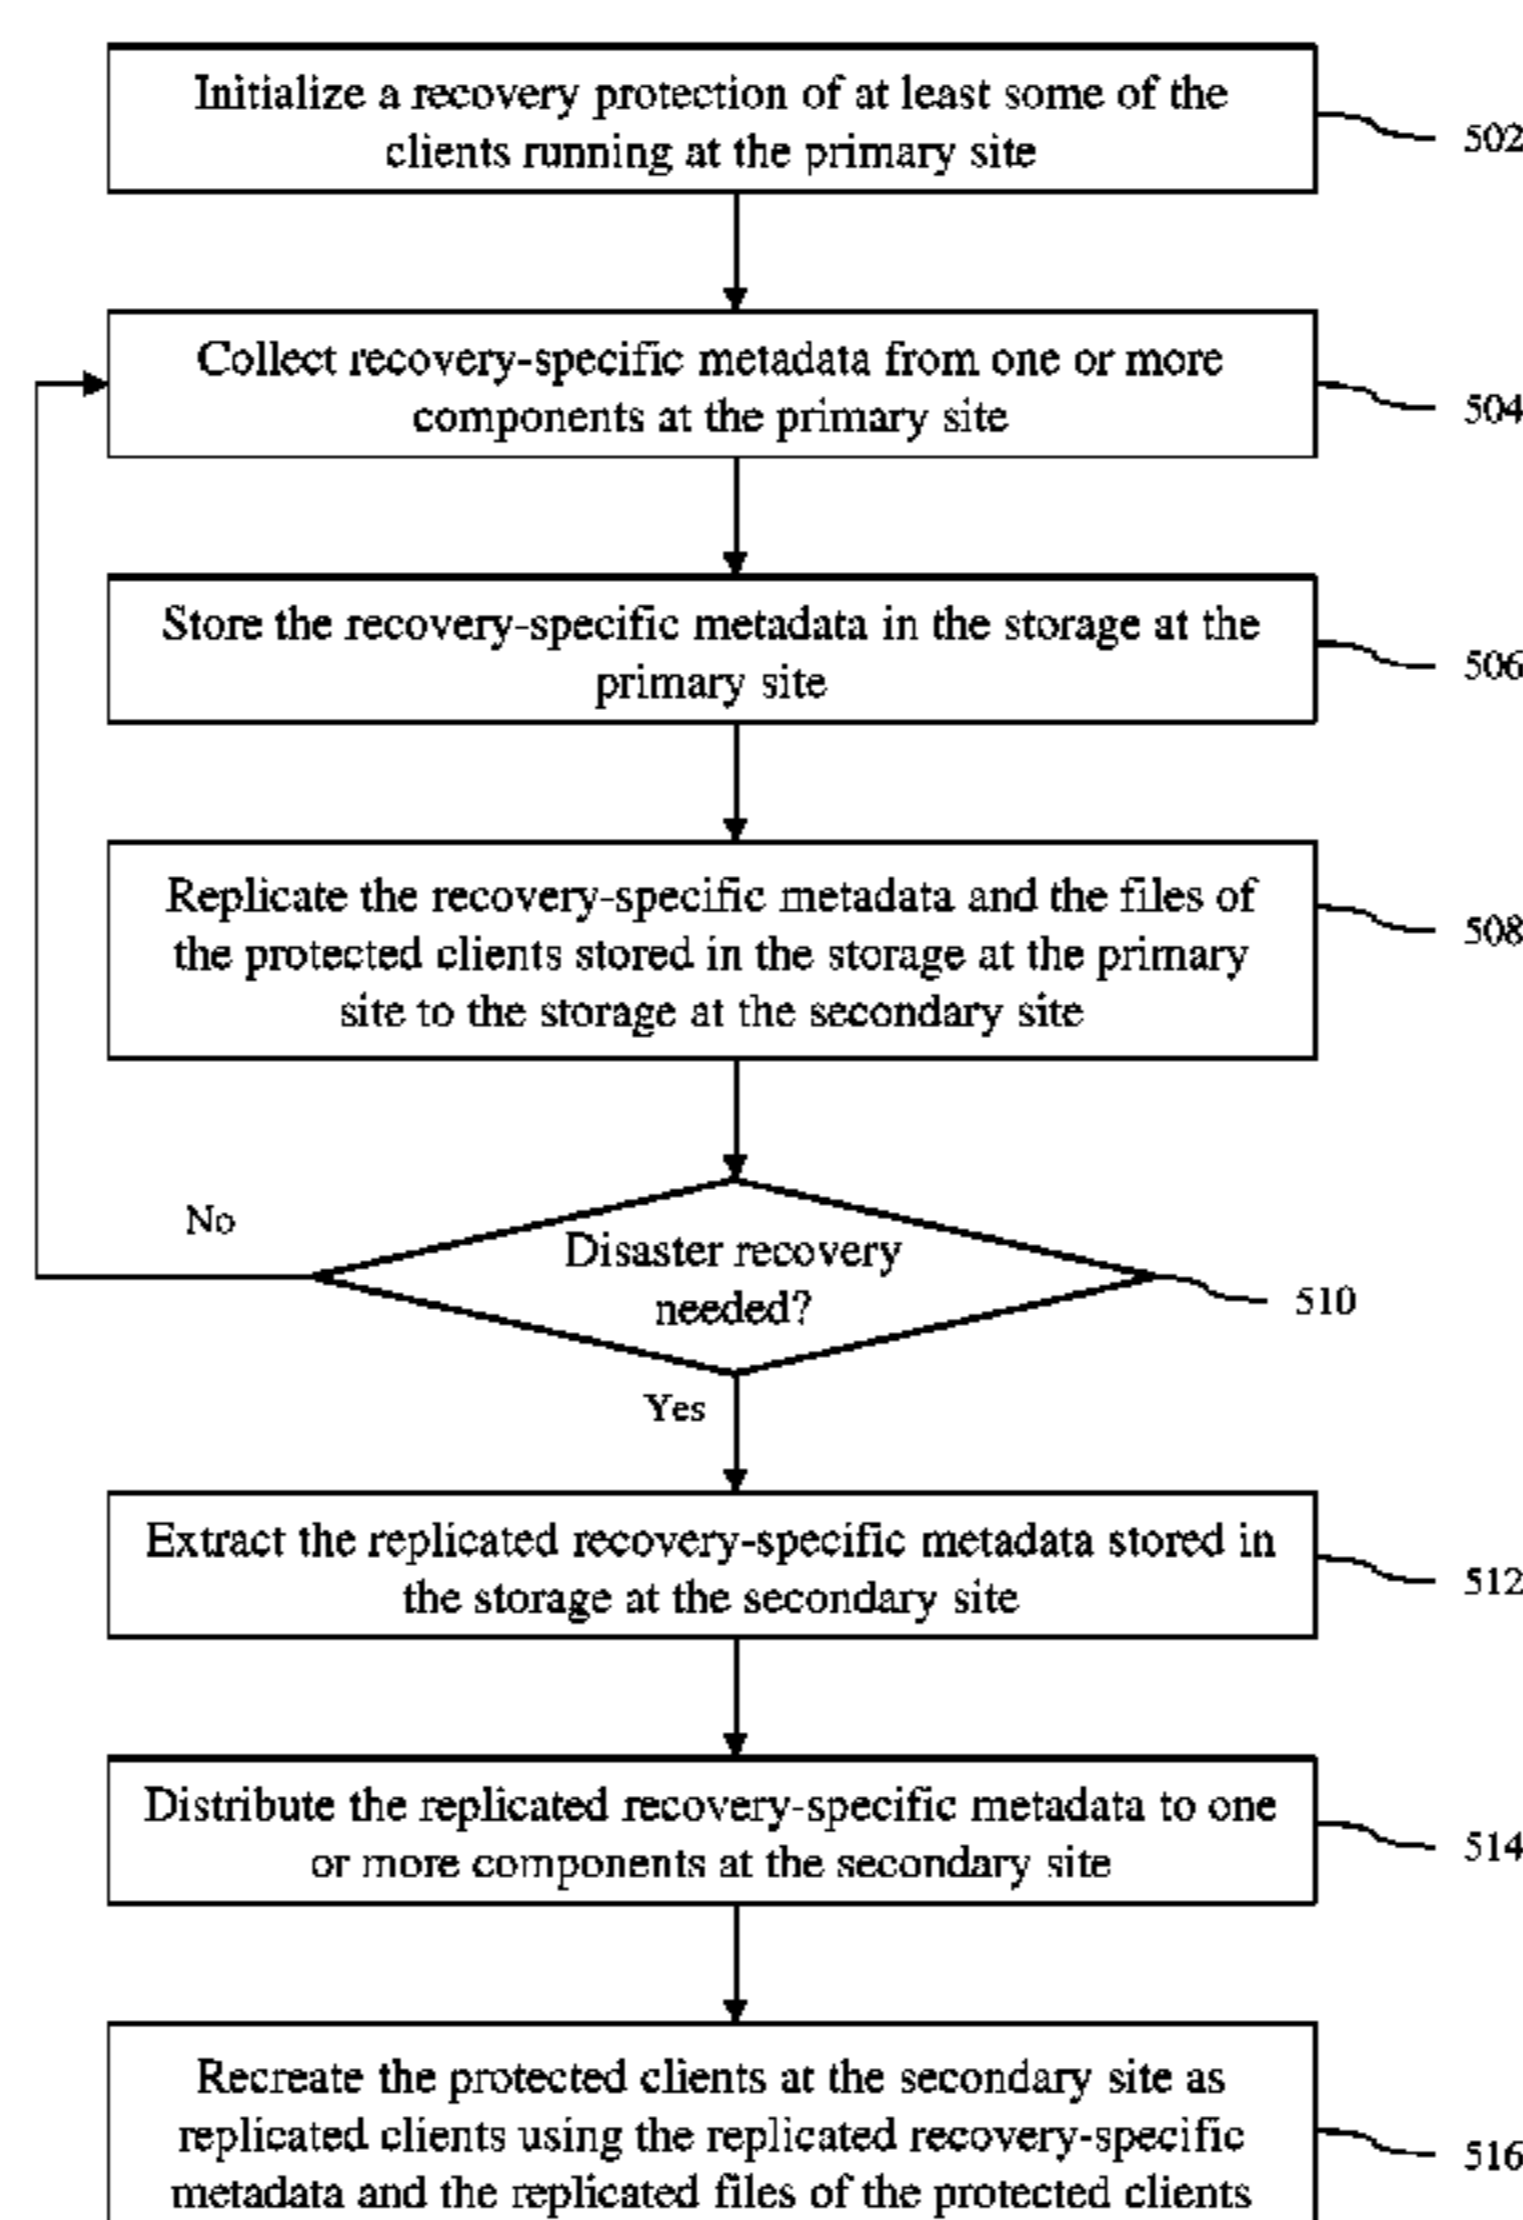 Initialize a recovery protection of at least some of the
clients running at the primary site
502
Collect recovery-specific metadata from one or more
components at the primary site
504
Store the recovery-specific metadata in the storage at the
primary site
506
Replicate the recovery-specific metadata and the files of
the protected clients stored in the storage at the primary
site to the storage at the secondary site
508
No
Disaster recovery
needed?
510
Yes
Extract the replicated recovery-specific metadata stored in
the storage at the secondary site
512
Distribute the replicated recovery-specific metadata to one
or more components at the secondary site
514
Recreate the protected clients at the secondary site as
replicated clients using the replicated recovery-specific
metadata and the replicated files of the protected clients
516